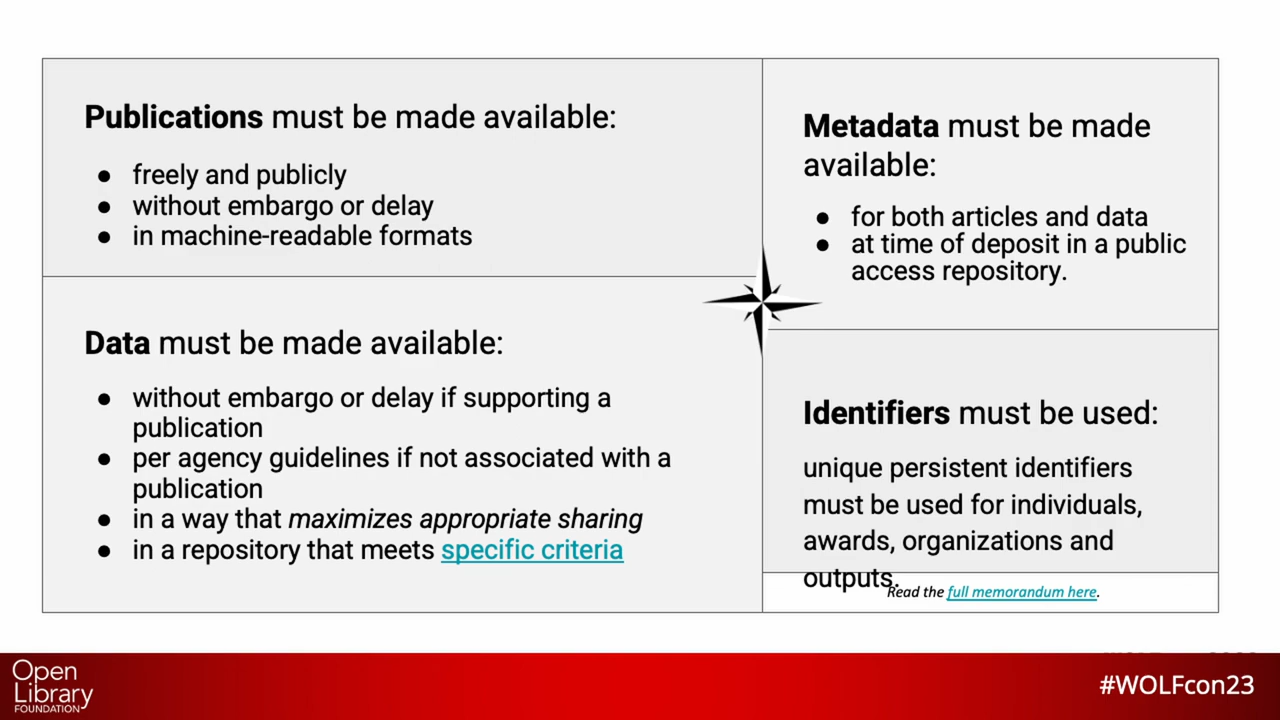 Publications must be made available:
● freely and publicly
● without embargo or delay
● in machine-readable formats
Data must be made available:
● without embargo or delay if supporting a
publication
● per agency guidelines if not associated with a
publication
● in a way that maximizes appropriate sharing
● in a repository that meets specific criteria
Metadata must be made
available:
● for both articles and data
● at time of deposit in a public
access repository.
Identifiers must be used:
unique persistent identifiers
must be used for individuals,
awards, organizations and
outputs.
Read the full memorandum here.
Open
Library
FOUNDATION
#WOLFcon23